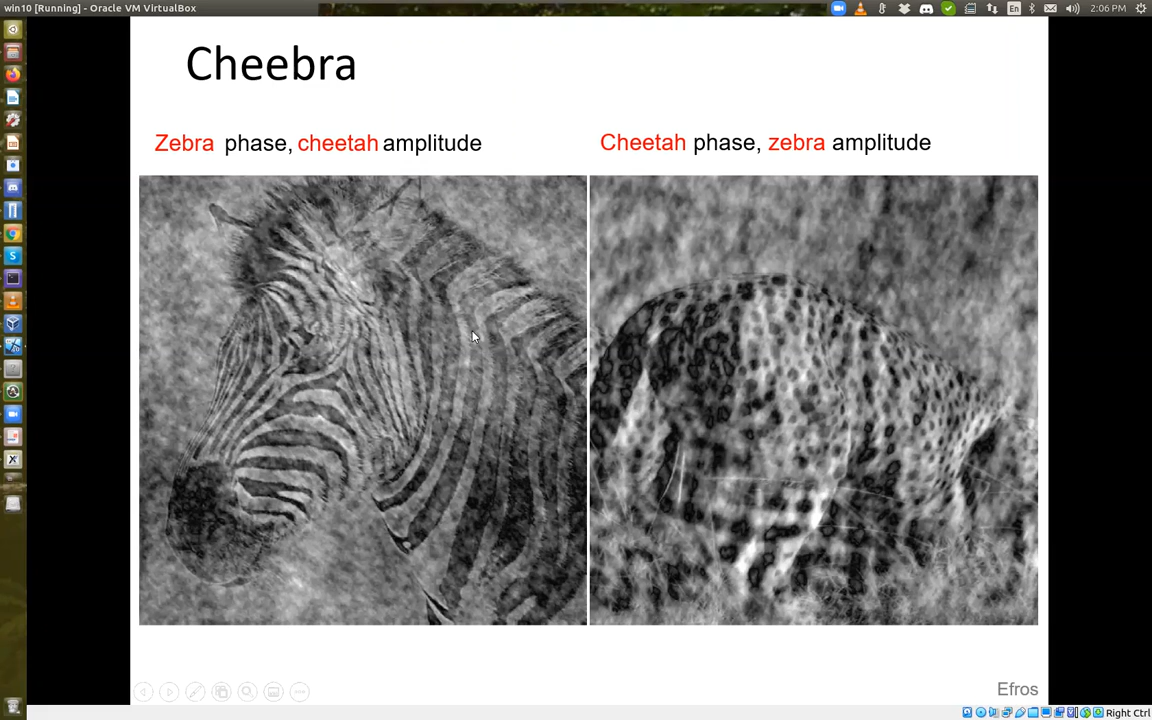 win10 [Running] - Oracle VM VirtualBox
En
2:06 PM
Cheebra
Zebra phase, cheetah amplitude
Cheetah phase, zebra amplitude
Efros
Right Ctrl